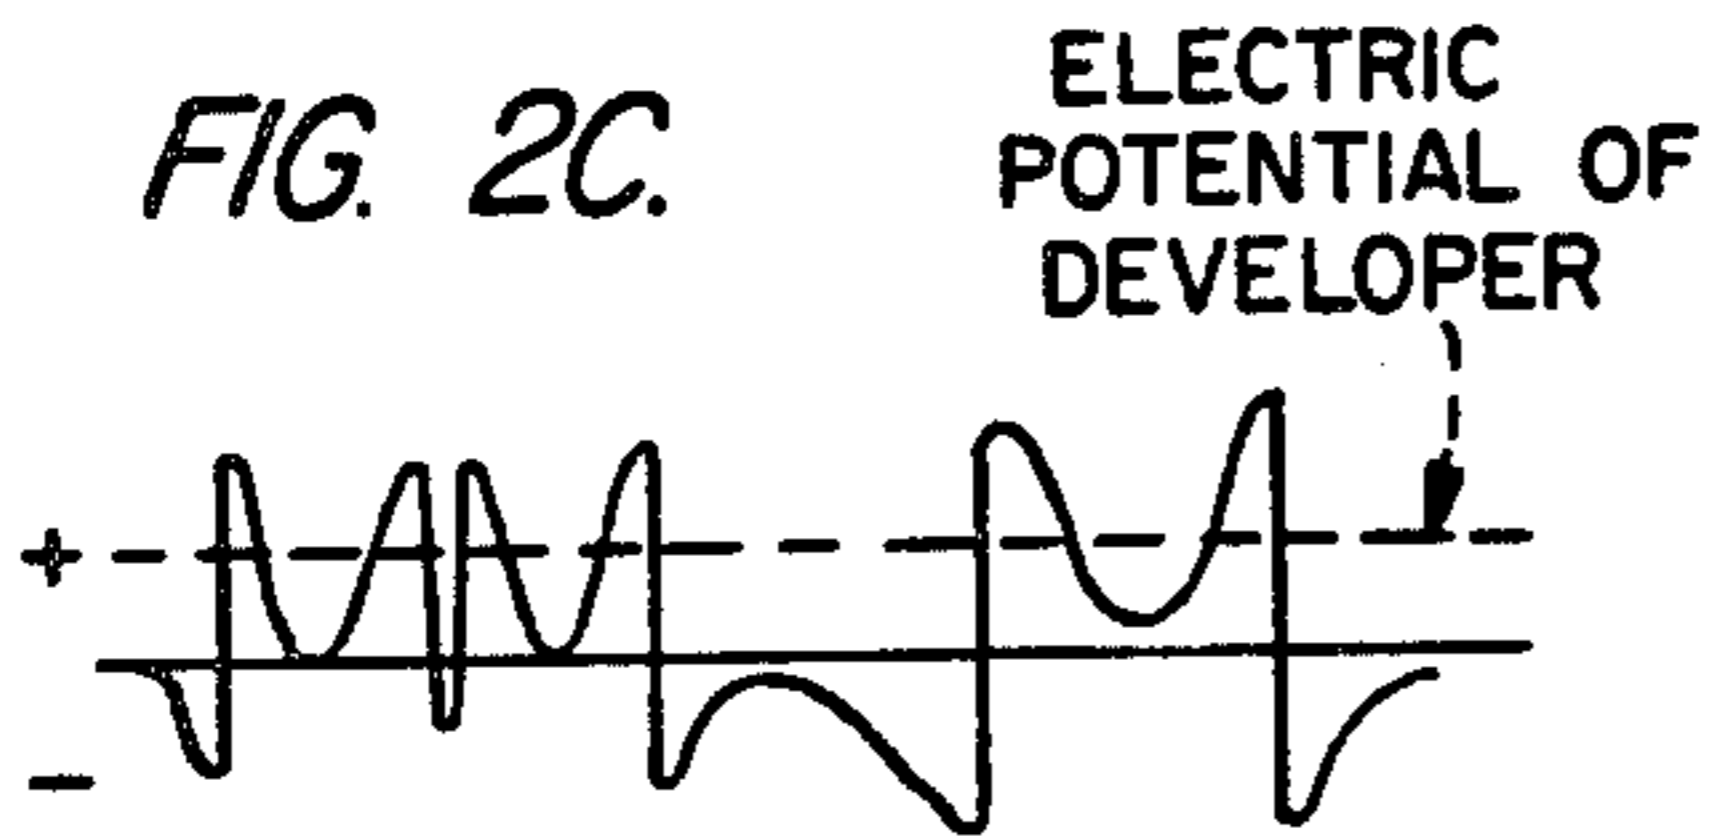 FIG. 2C.
ELECTRIC
POTENTIAL OF
DEVELOPER
+
−